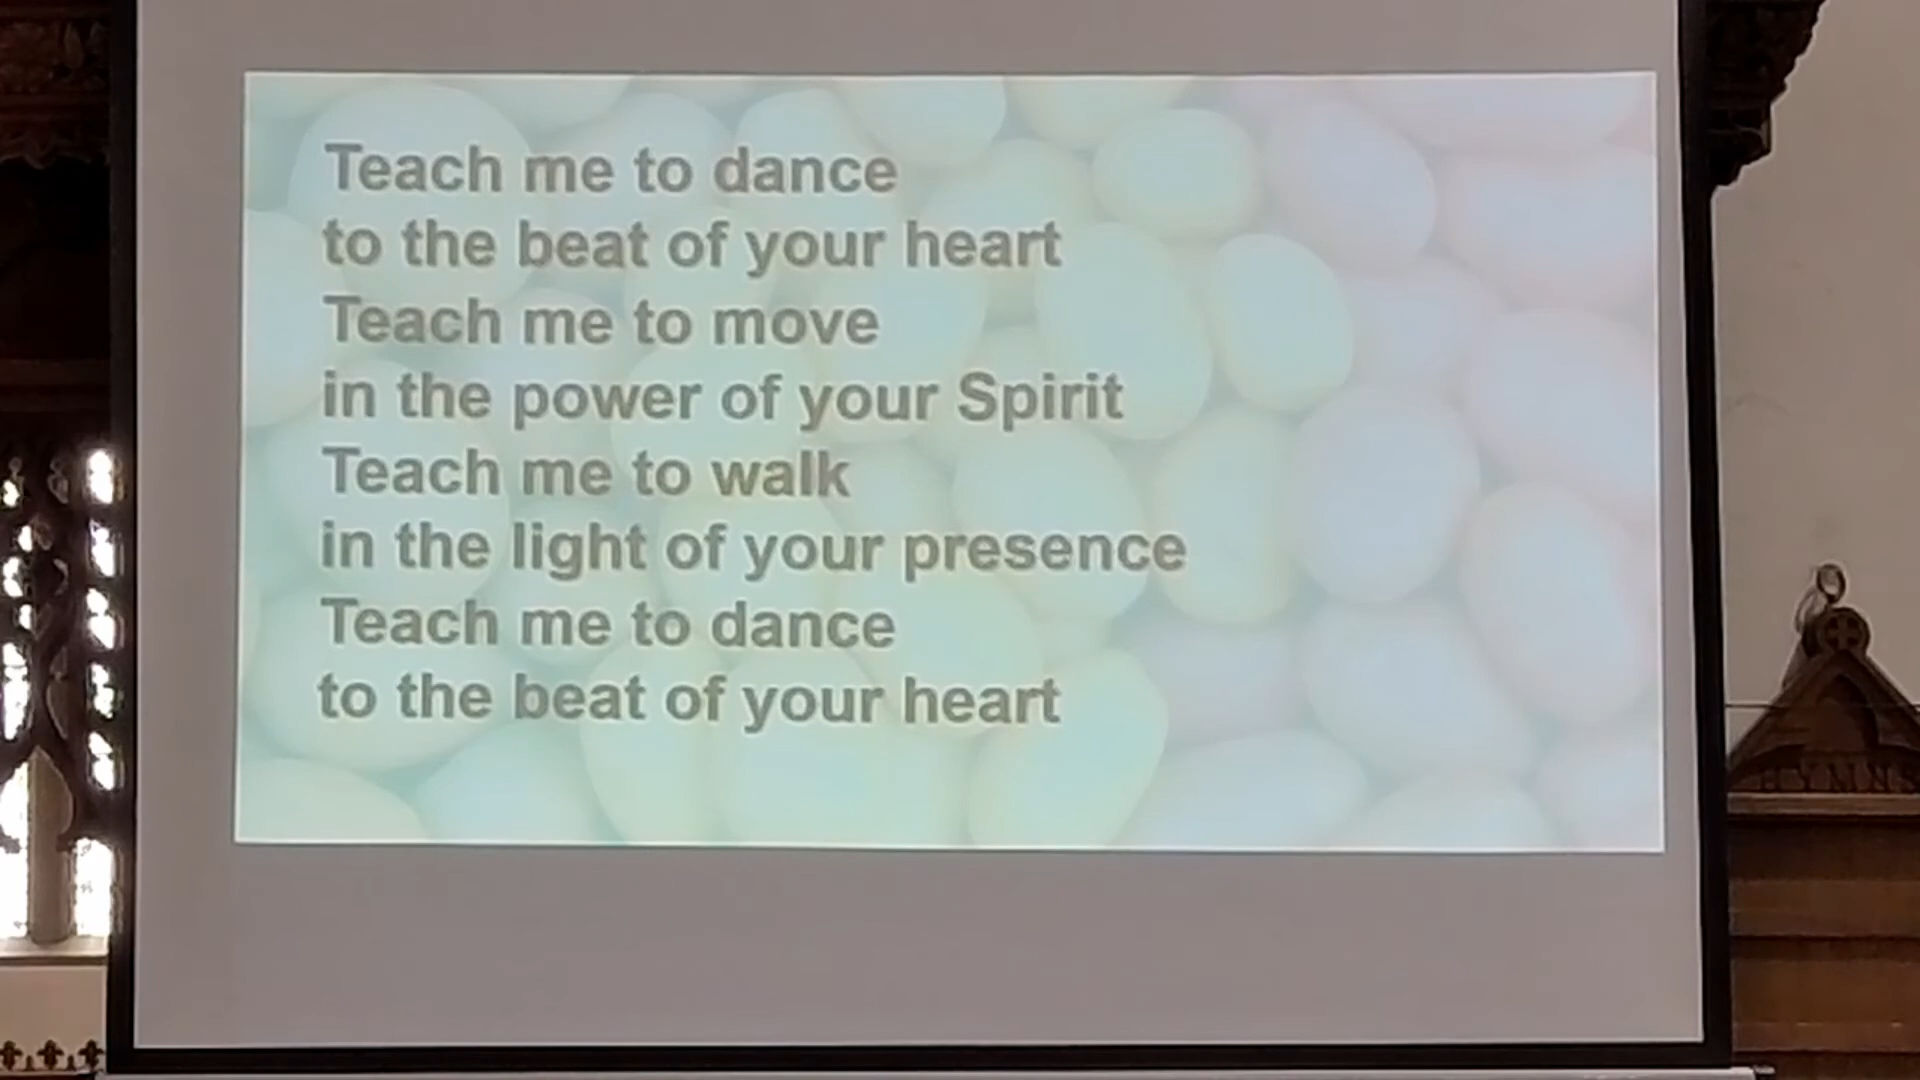 Teach me to dance
to the beat of your heart
Teach me to move
in the power of your Spirit
Teach me to walk
in the light of your presence
Teach me to dance
to the beat of your heart
HYMNS